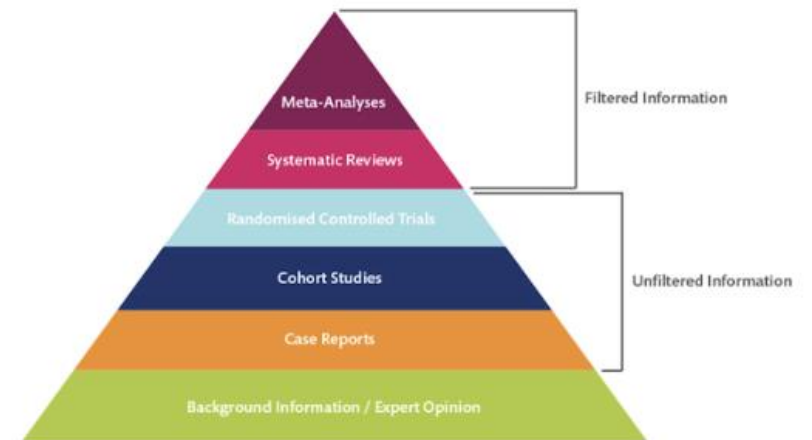 Meta-Analyses
Filtered Information
Systematic Reviews
Randomised Controlled Trials
Cohort Studies
Unfiltered Information
Case Reports
Background Information / Expert Opinion